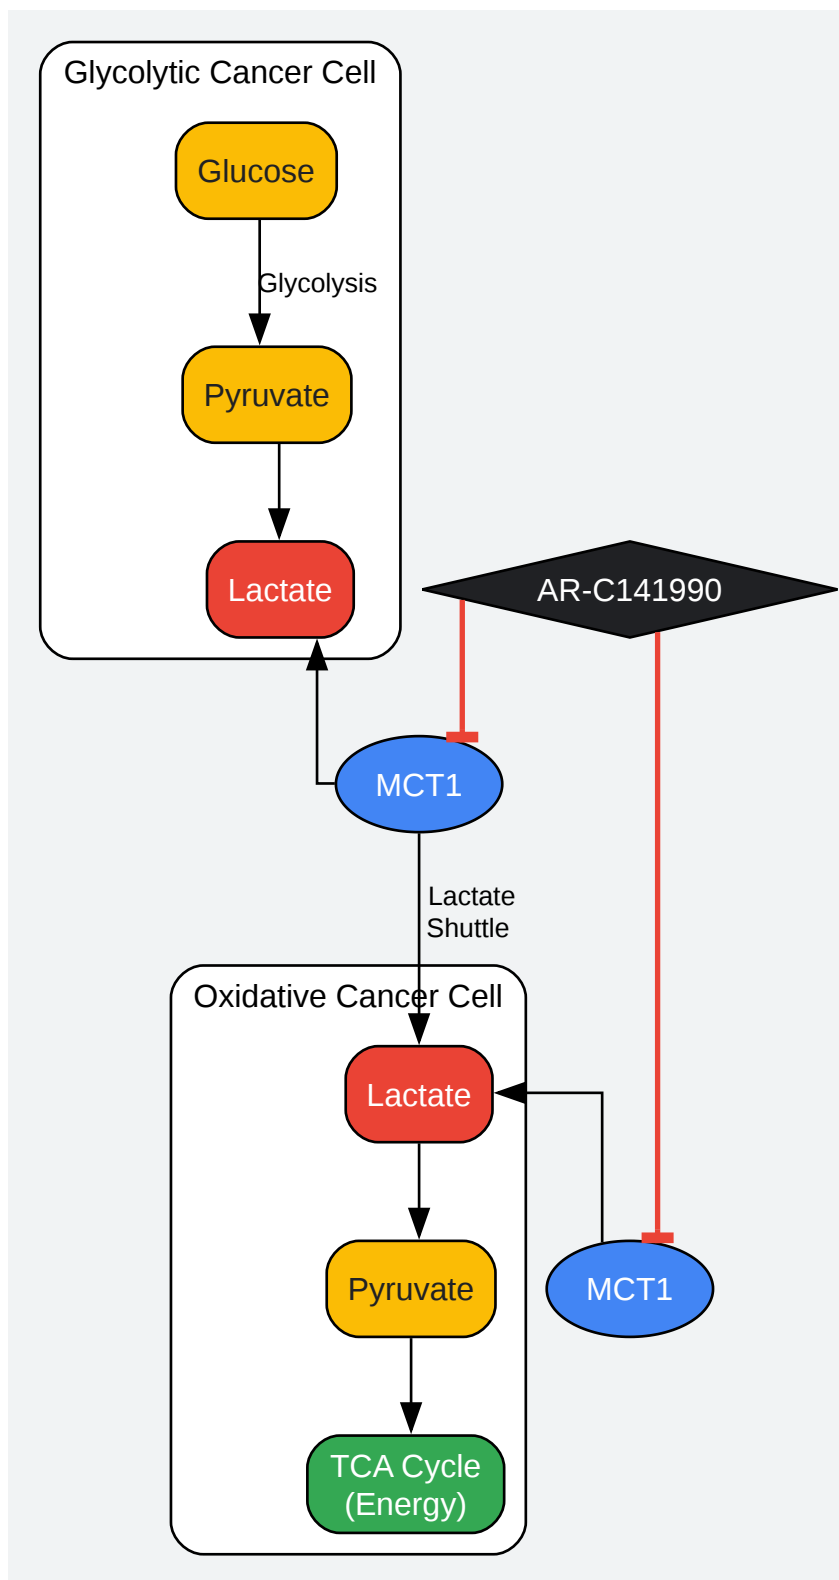 Glycolytic Cancer Cell
Glucose
Glycolysis
Pyruvate
Lactate
AR-C141990
MCT1
Lactate
Shuttle
Oxidative Cancer Cell
Lactate
Pyruvate
MCT1
TCA Cycle
(Energy)